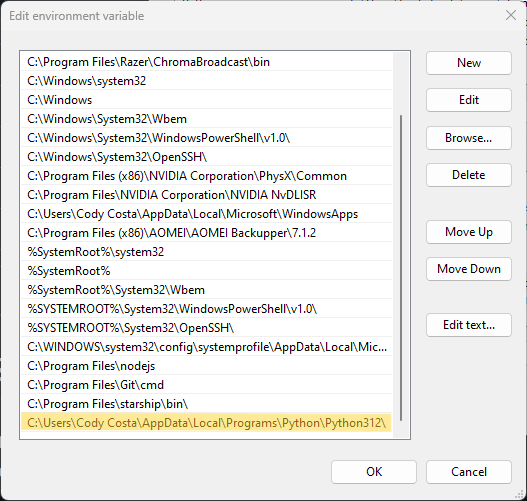 Edit environment variable
C:\Program Files\Razer\ChromaBroadcast\bin
C:\Windows\system32
C:\Windows
C:\Windows\System32\Wbem
C:\Windows\System32\WindowsPowerShell\v1.0\
C:\Windows\System32\OpenSSH\
C:\Program Files (x86)\NVIDIA Corporation\PhysX\Common
C:\Program Files\NVIDIA Corporation\NVIDIA NvDLISR
C:\Users\Cody Costa\AppData\Local\Microsoft\WindowsApps
C:\Program Files (x86)\AOMEI\AOMEI Backupper\7.1.2
%SystemRoot%\system32
%SystemRoot%
%SystemRoot%\System32\Wbem
%SYSTEMROOT%\System32\WindowsPowerShell\v1.0\
%SYSTEMROOT%\System32\OpenSSH\
C:\WINDOWS\system32\config\systemprofile\AppData\Local\Mic...
C:\Program Files\nodejs
C:\Program Files\Git\cmd
C:\Program Files\starship\bin\
C:\Users\Cody Costa\AppData\Local\Programs\Python\Python312\
New
Edit
Browse...
Delete
Move Up
Move Down
Edit text...
OK
Cancel